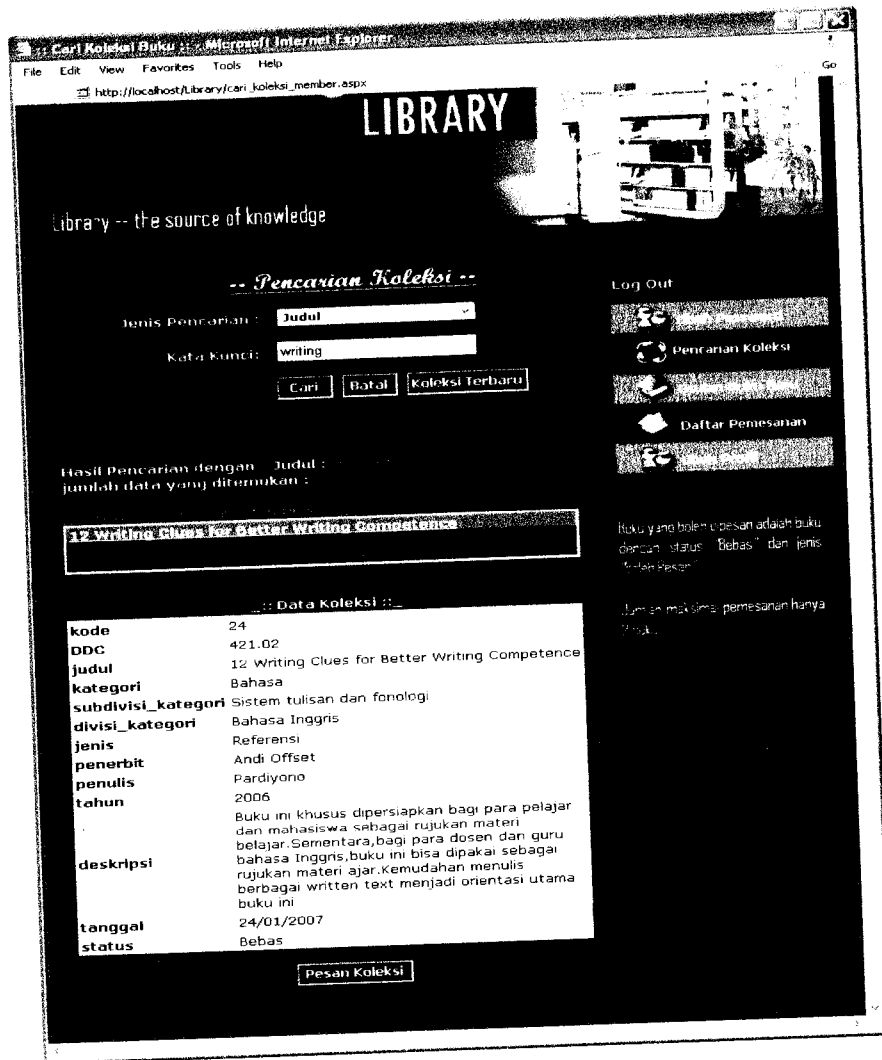 :: Cari Koleksi Buku :: - Microsoft Internet Explorer
File Edit View Favorites Tools Help
Go
http://localhost/Library/cari_koleksi_member.aspx
LIBRARY
Library -- the source of knowledge
-- Pencarian Koleksi --
Jenis Pencarian : Judul
Kata Kunci: writing
Cari Batal Koleksi Terbaru
Hasil Pencarian dengan Judul :
jumlah data yang ditemukan :
12 Writing Clues for Better Writing Competence
_:: Data Koleksi ::_
kode 24
DDC 421.02
judul 12 Writing Clues for Better Writing Competence
kategori Bahasa
subdivisi_kategori Sistem tulisan dan fonologi
divisi_kategori Bahasa Inggris
jenis Referensi
penerbit Andi Offset
penulis Pardiyono
tahun 2006
deskripsi Buku ini khusus dipersiapkan bagi para pelajar
dan mahasiswa sebagai rujukan materi
belajar.Sementara,bagi para dosen dan guru
bahasa Inggris,buku ini bisa dipakai sebagai
rujukan materi ajar.Kemudahan menulis
berbagai written text menjadi orientasi utama
buku ini
tanggal 24/01/2007
status Bebas
Pesan Koleksi
Log Out
Pencarian Koleksi
Daftar Pemesanan
Buku yang boleh dipesan adalah buku
dengan status "Bebas" dan jenis
maksimal pemesanan hanya